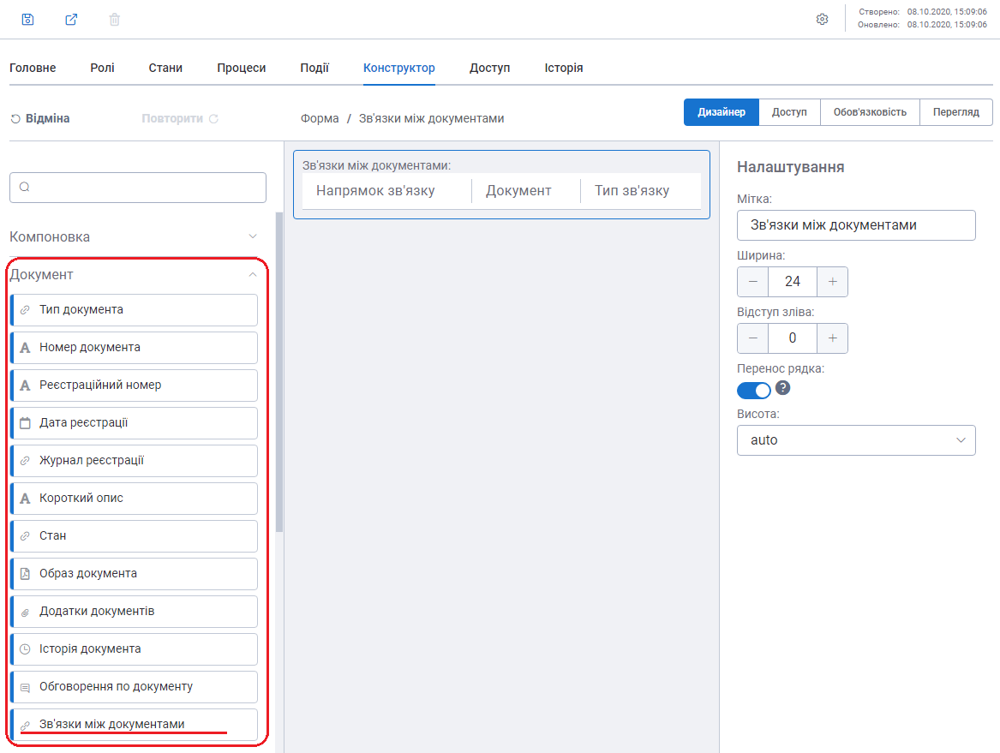 Створено: 08.10.2020, 15:09:06
Оновлено: 08.10.2020, 15:09:06
Головне Ролі Стани Процеси Події Конструктор Доступ Історія
Відміна Повторити Форма / Зв'язки між документами Дизайнер Доступ Обов'язковість Перегляд
Компоновка
Документ
Тип документа
Номер документа
Реєстраційний номер
Дата реєстрації
Журнал реєстрації
Короткий опис
Стан
Образ документа
Додатки документів
Історія документа
Обговорення по документу
Зв'язки між документами
Зв'язки між документами:
Напрямок зв'язку Документ Тип зв'язку
Налаштування
Мітка:
Зв'язки між документами
Ширина:
− 24 +
Відступ зліва:
− 0 +
Перенос рядка:
?
Висота:
auto